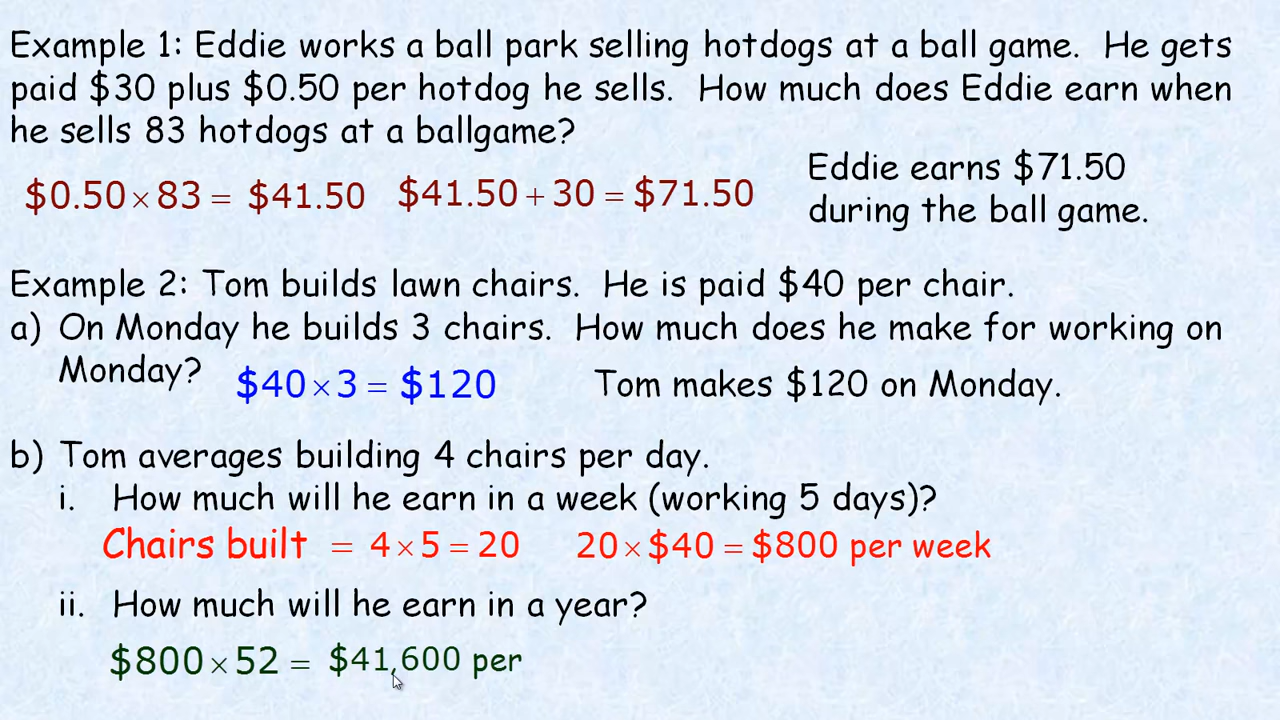 Example 1: Eddie works a ball park selling hotdogs at a ball game. He gets
paid $30 plus $0.50 per hotdog he sells. How much does Eddie earn when
he sells 83 hotdogs at a ballgame?
$0.50 × 83 = $41.50 $41.50 + 30 = $71.50
Eddie earns $71.50
during the ball game.
Example 2: Tom builds lawn chairs. He is paid $40 per chair.
a) On Monday he builds 3 chairs. How much does he make for working on
Monday?
$40 × 3 = $120 Tom makes $120 on Monday.
b) Tom averages building 4 chairs per day.
i. How much will he earn in a week (working 5 days)?
Chairs built = 4 × 5 = 20 20 × $40 = $800 per week
ii. How much will he earn in a year?
$800 × 52 = $41,600 per